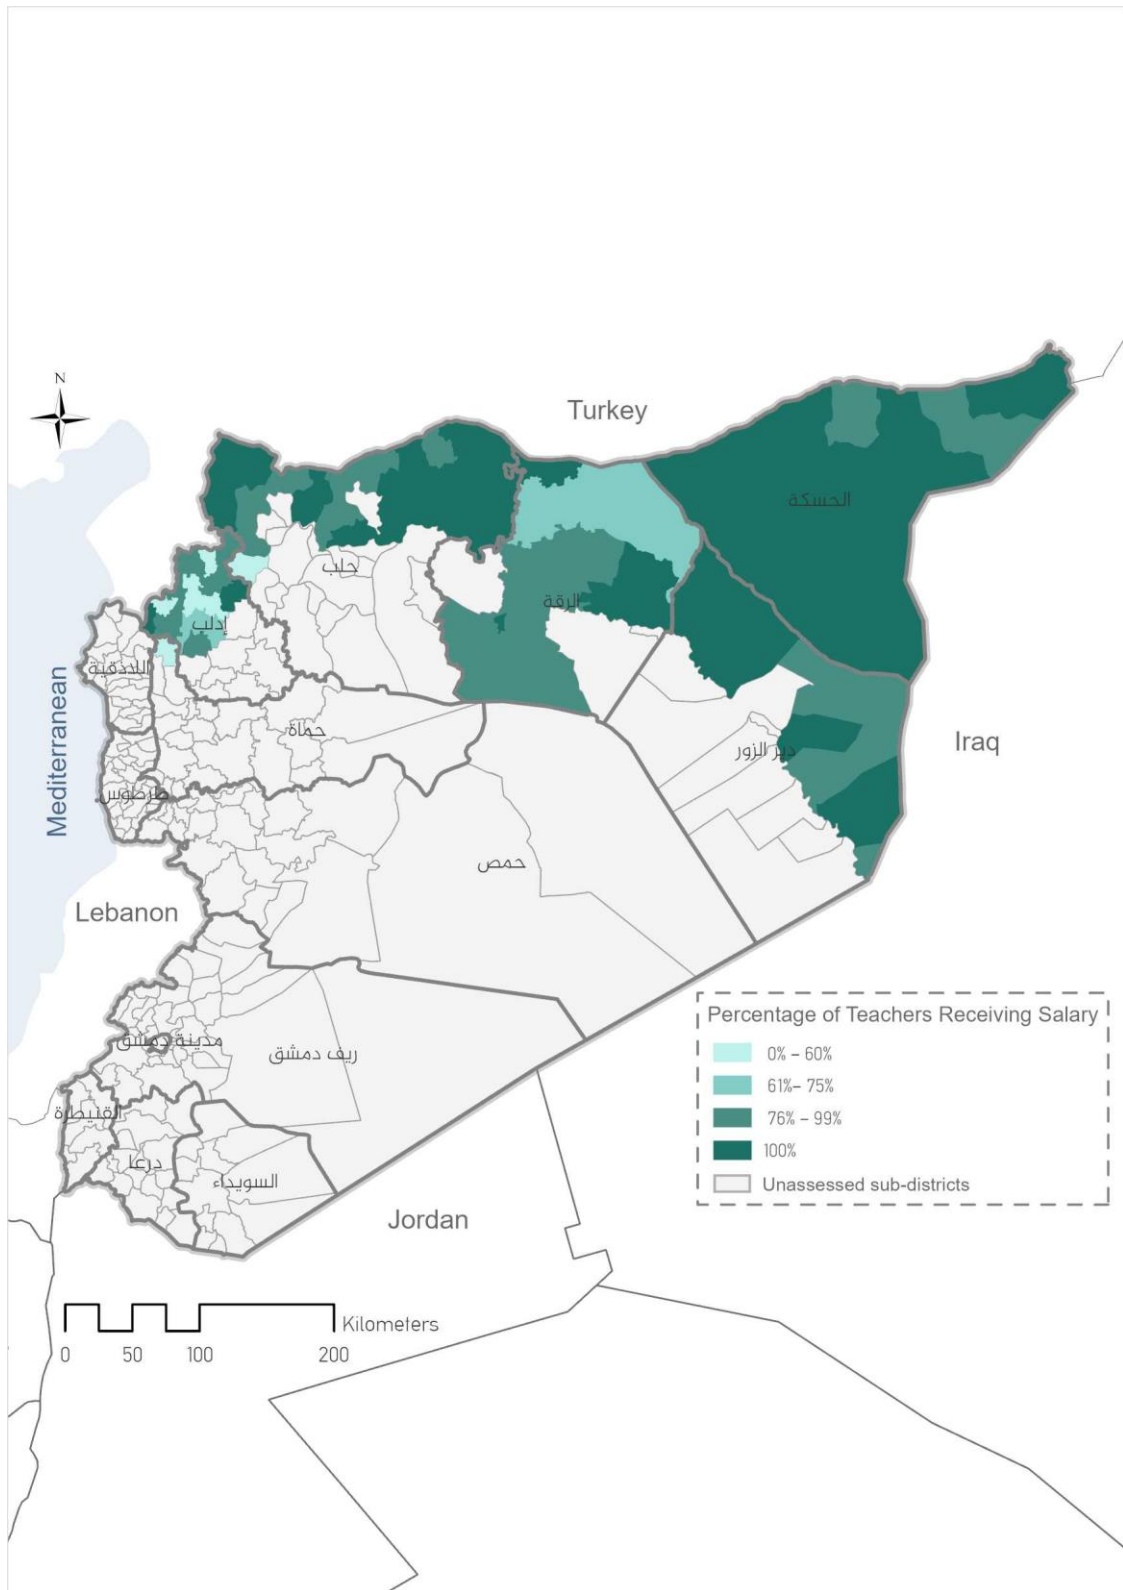 N
Turkey
الحسكة
حلب
الرقة
إدلب
اللاذقية
Mediterranean
حماة
دير الزور
Iraq
طرطوس
حمص
Lebanon
Percentage of Teachers Receiving Salary
0% – 60%
61%– 75%
76% – 99%
100%
Unassessed sub-districts
مدينة دمشق
ريف دمشق
القنيطرة
درعا
السويداء
Jordan
Kilometers
0 50 100 200